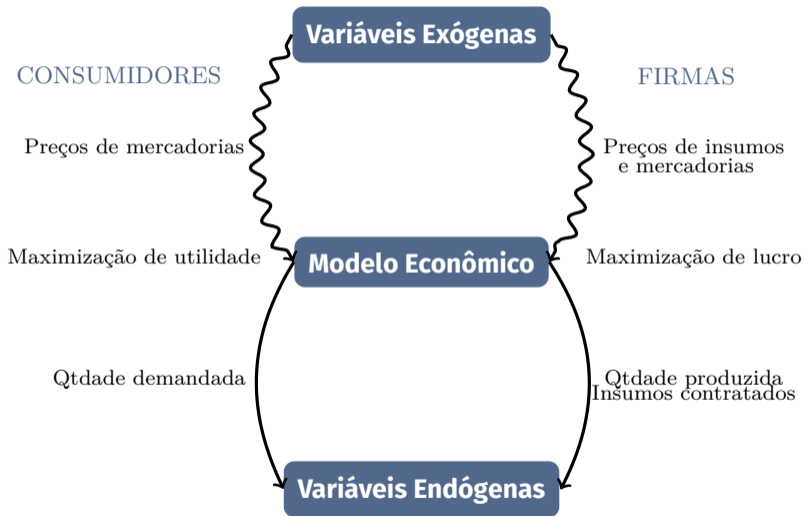 Variáveis Exógenas
CONSUMIDORES
FIRMAS
Preços de mercadorias
Preços de insumos
e mercadorias
Maximização de utilidade
Modelo Econômico
Maximização de lucro
Qtdade demandada
Qtdade produzida
Insumos contratados
Variáveis Endógenas